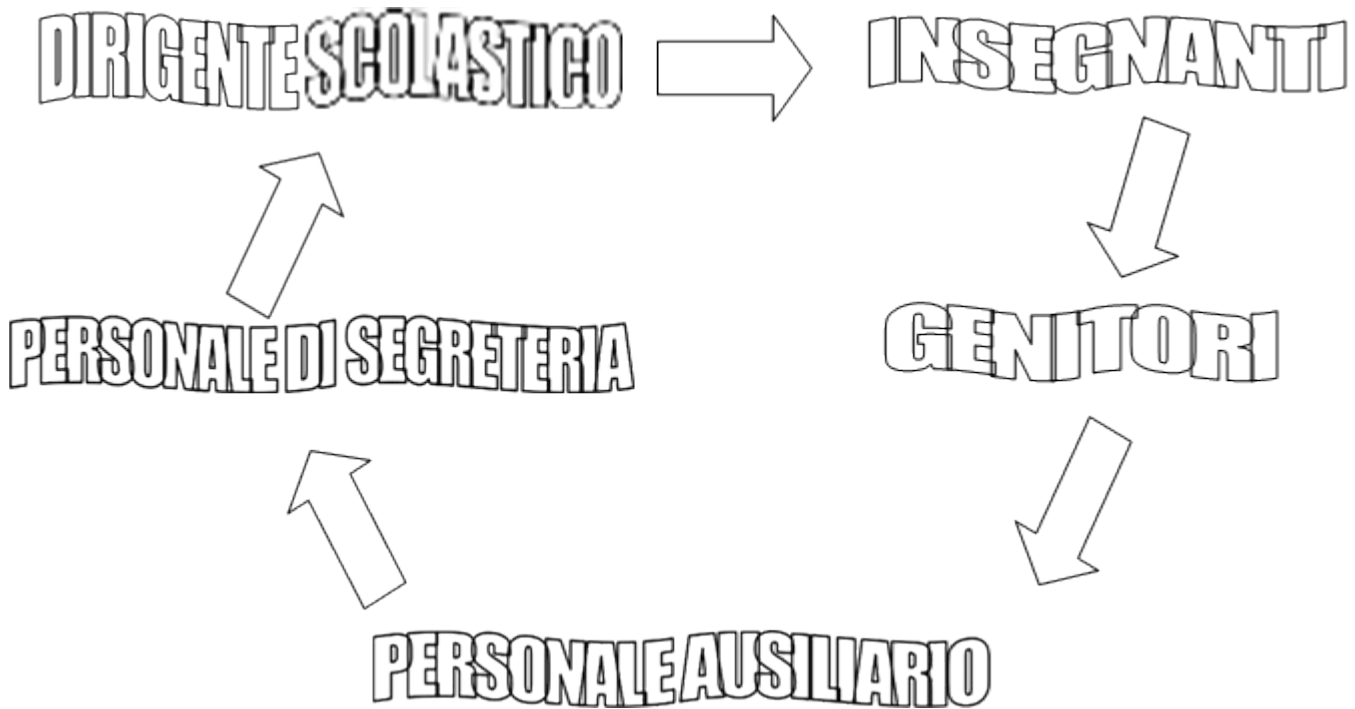 DIRIGENTE SCOLASTICO
INSEGNANTI
GENITORI
PERSONALE DI SEGRETERIA
PERSONALE AUSILIARIO